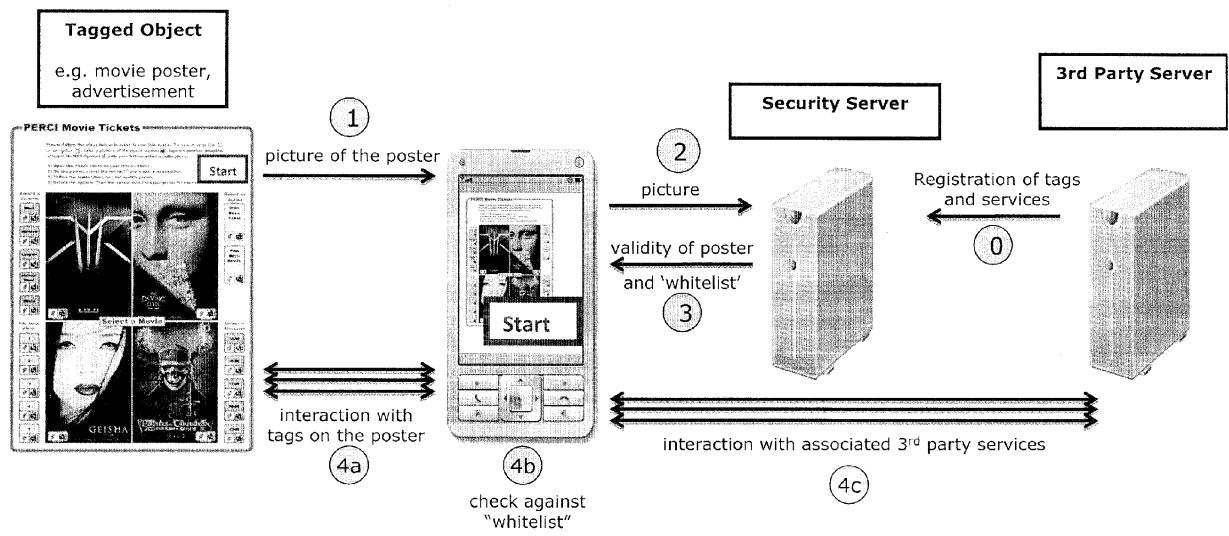 Tagged Object
e.g. movie poster,
advertisement
PERCI Movie Tickets
Start
Select a Movie
GEISHA
1
picture of the poster
Start
2
picture
validity of poster
and ‘whitelist’
3
Security Server
3rd Party Server
Registration of tags
and services
0
interaction with
tags on the poster
4a
4b
check against
"whitelist"
interaction with associated 3rd party services
4c